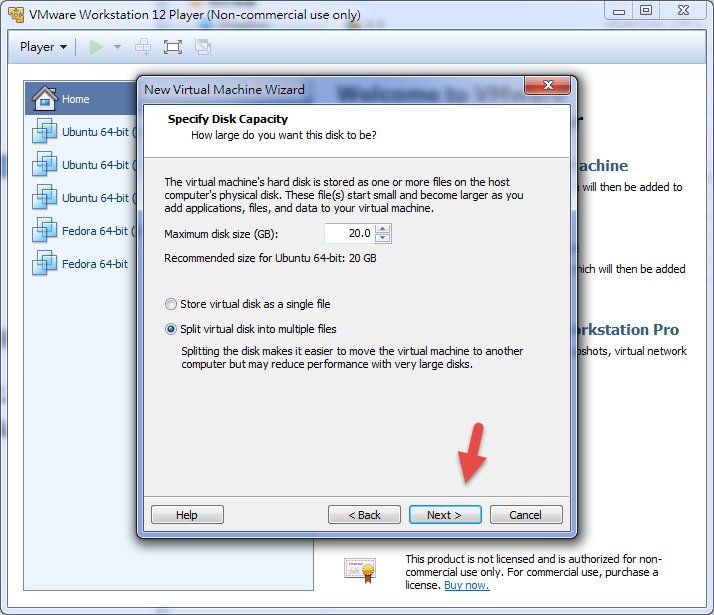 VMware Workstation 12 Player (Non-commercial use only)
Player
Welcome to VMware
Home
Ubuntu 64-bit (
Ubuntu 64-bit (
Ubuntu 64-bit (
Fedora 64-bit (
Fedora 64-bit
New Virtual Machine Wizard
Specify Disk Capacity
How large do you want this disk to be?
The virtual machine's hard disk is stored as one or more files on the host
computer's physical disk. These file(s) start small and become larger as you
add applications, files, and data to your virtual machine.
Maximum disk size (GB):
20.0
Recommended size for Ubuntu 64-bit: 20 GB
Store virtual disk as a single file
Split virtual disk into multiple files
Splitting the disk makes it easier to move the virtual machine to another
computer but may reduce performance with very large disks.
Help
< Back
Next >
Cancel
achine
will then be added to
hich will then be added
rkstation Pro
pshots, virtual network
This product is not licensed and is authorized for non-
commercial use only. For commercial use, purchase a
license. Buy now.